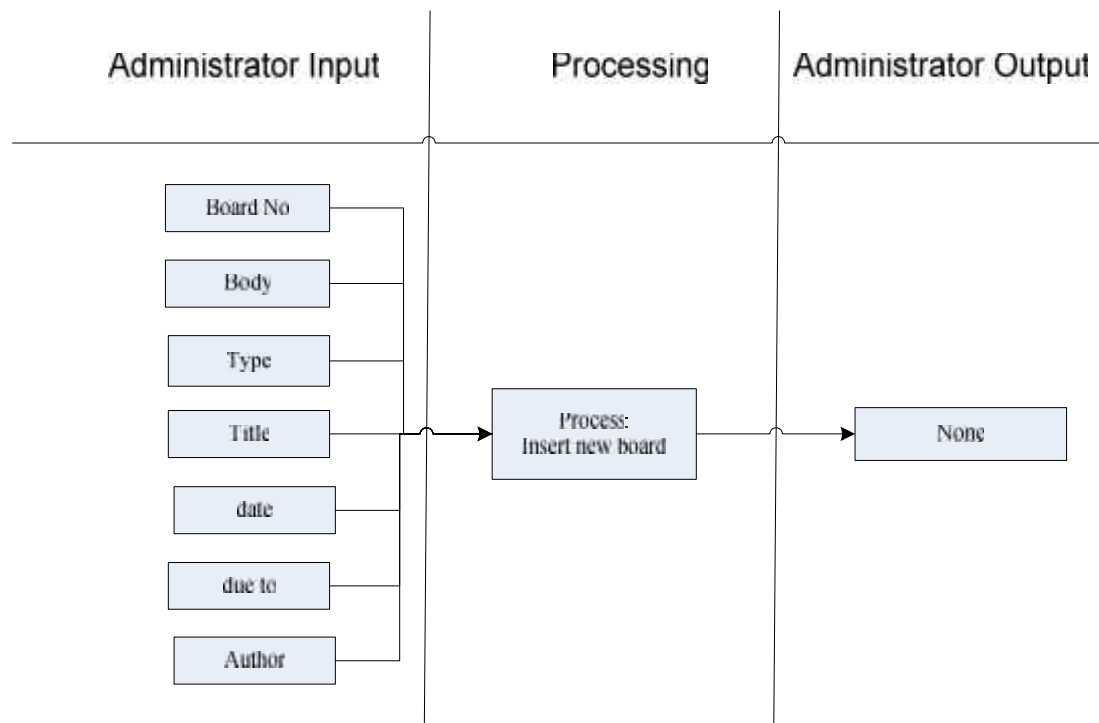 Administrator Input
Processing
Administrator Output
Board No
Body
Type
Title
date
due to
Author
Process:
Insert new board
None